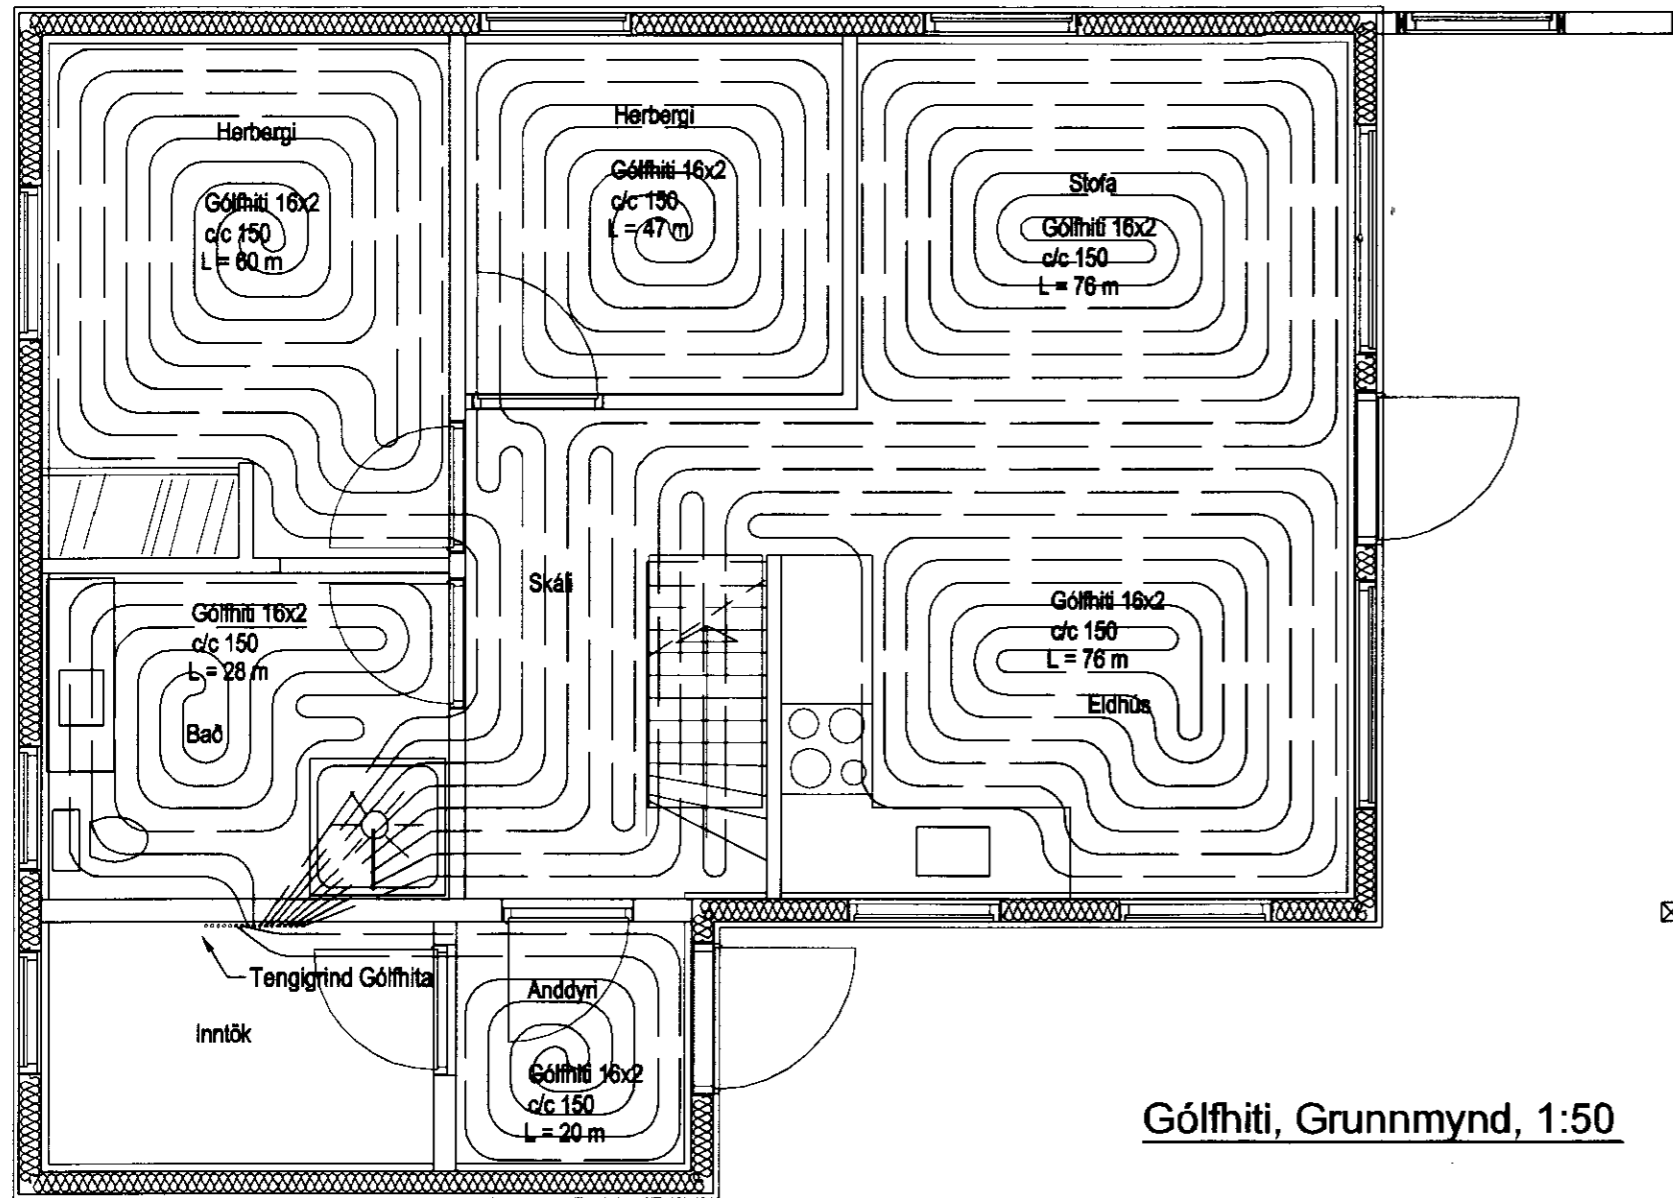 Herbergi
Gólfhiti 16x2
c/c 150
L = 60 m
Herbergi
Gólfhiti 16x2
c/c 150
L = 47 m
Stofa
Gólfhiti 16x2
c/c 150
L = 76 m
Skáli
Gólfhiti 16x2
c/c 150
L = 28 m
Bað
Gólfhiti 16x2
c/c 150
L = 76 m
Eldhús
Tengigrind Gólfhita
Inntök
Anddyri
Gólfhiti 16x2
c/c 150
L = 20 m
Gólfhiti, Grunnmynd, 1:50